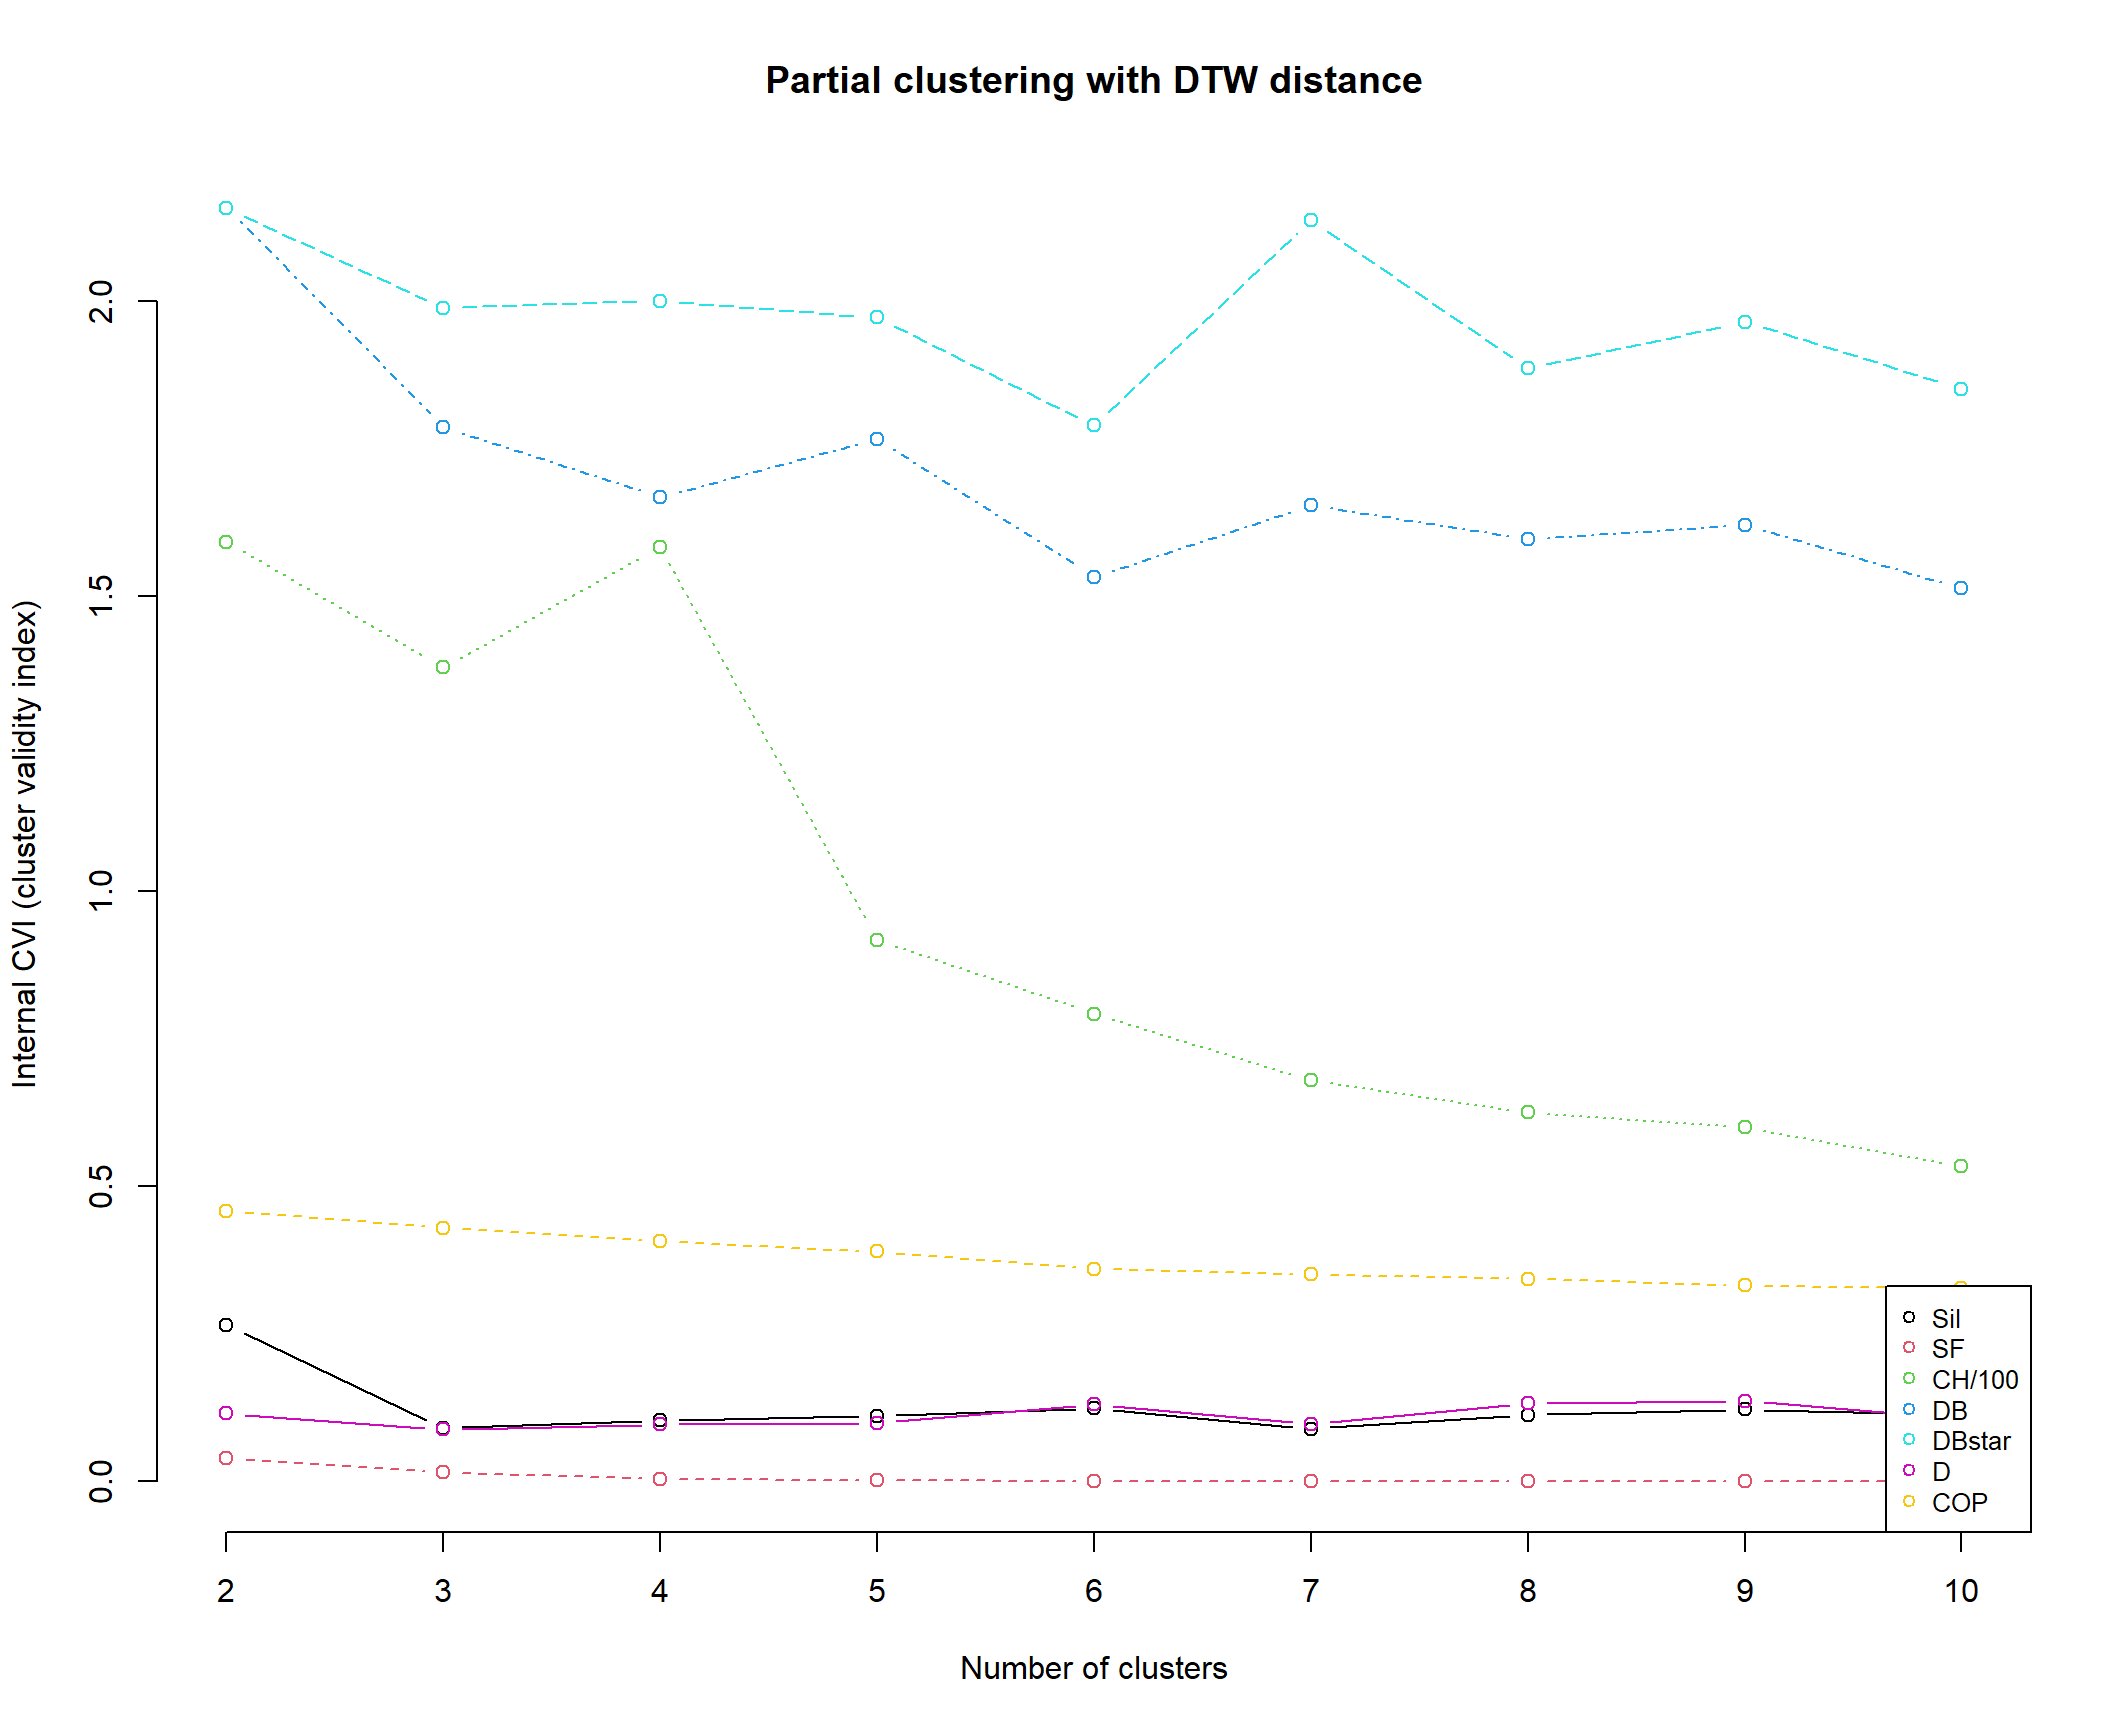 Partial clustering with DTW distance
Internal CVI (cluster validity index)
2.0
1.5
1.0
0.5
0.0
Sil
SF
CH/100
DB
DBstar
D
COP
2 3 4 5 6 7 8 9 10
Number of clusters